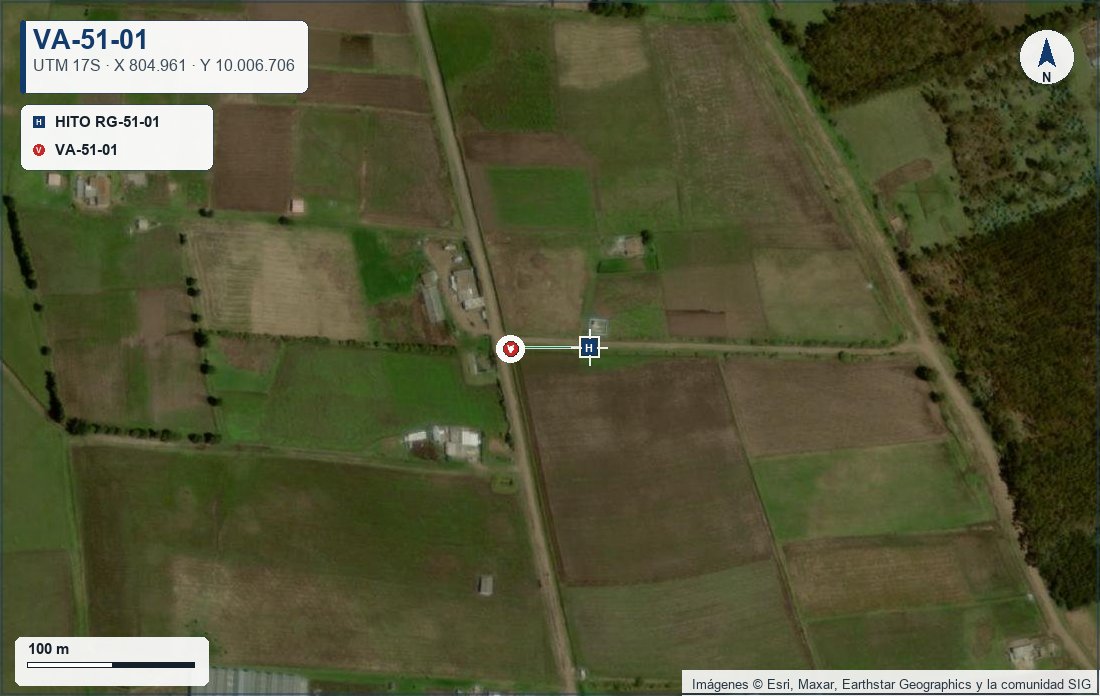 VA-51-01
UTM 17S · X 804.961 · Y 10.006.706
H HITO RG-51-01
V VA-51-01
N
V
H
100 m
Imágenes © Esri, Maxar, Earthstar Geographics y la comunidad SIG